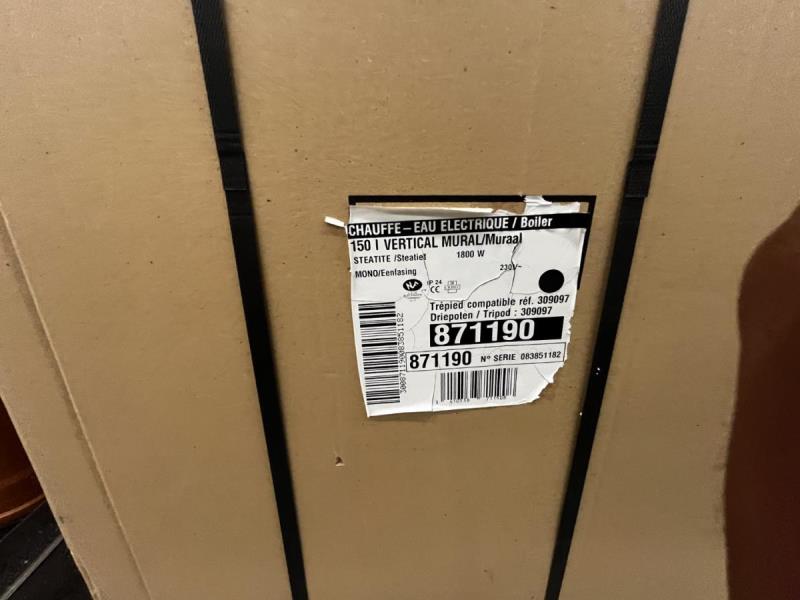 CHAUFFE-EAU ELECTRIQUE / Boiler
150 l VERTICAL MURAL/Muraal
STEATITE /Steatiet 1800 W
MONO/Eenfasing 230V~
IP 24
CE
Trépied compatible réf. 309097
Driepoten / Tripod : 309097
871190
871190 N° SERIE 083851182